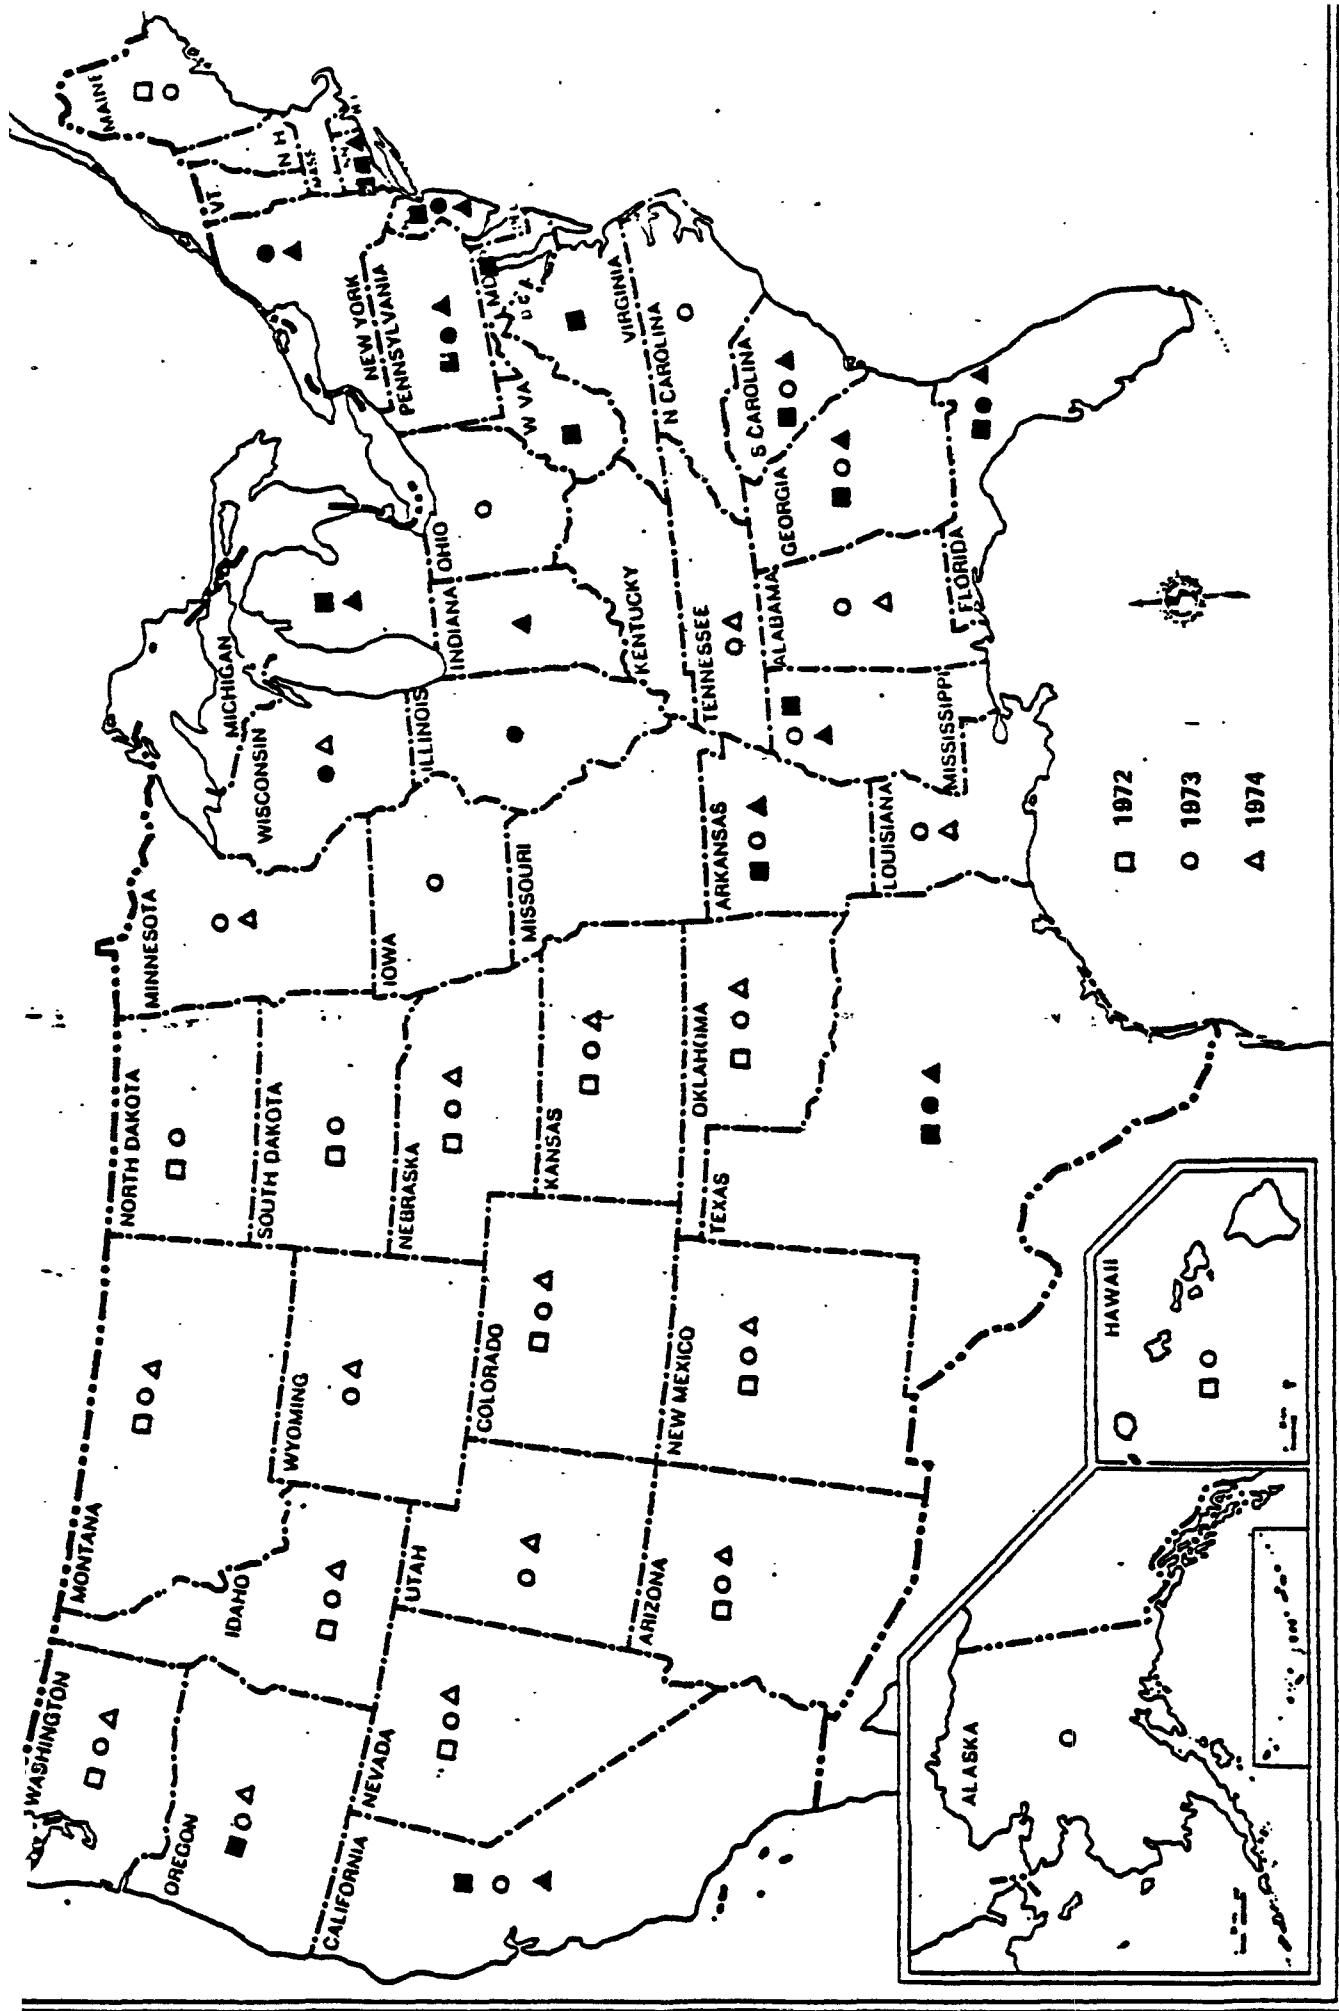 WASHINGTON
OREGON
CALIFORNIA
NEVADA
IDAHO
MONTANA
WYOMING
UTAH
ARIZONA
COLORADO
NEW MEXICO
NORTH DAKOTA
SOUTH DAKOTA
NEBRASKA
KANSAS
OKLAHOMA
TEXAS
MINNESOTA
IOWA
MISSOURI
ARKANSAS
LOUISIANA
WISCONSIN
MICHIGAN
ILLINOIS
INDIANA
OHIO
KENTUCKY
TENNESSEE
MISSISSIPPI
ALABAMA
GEORGIA
FLORIDA
S CAROLINA
N CAROLINA
VIRGINIA
W VA
MD
PENNSYLVANIA
NEW YORK
VT
N H
MAINE
ALASKA
HAWAII
1972
1973
1974